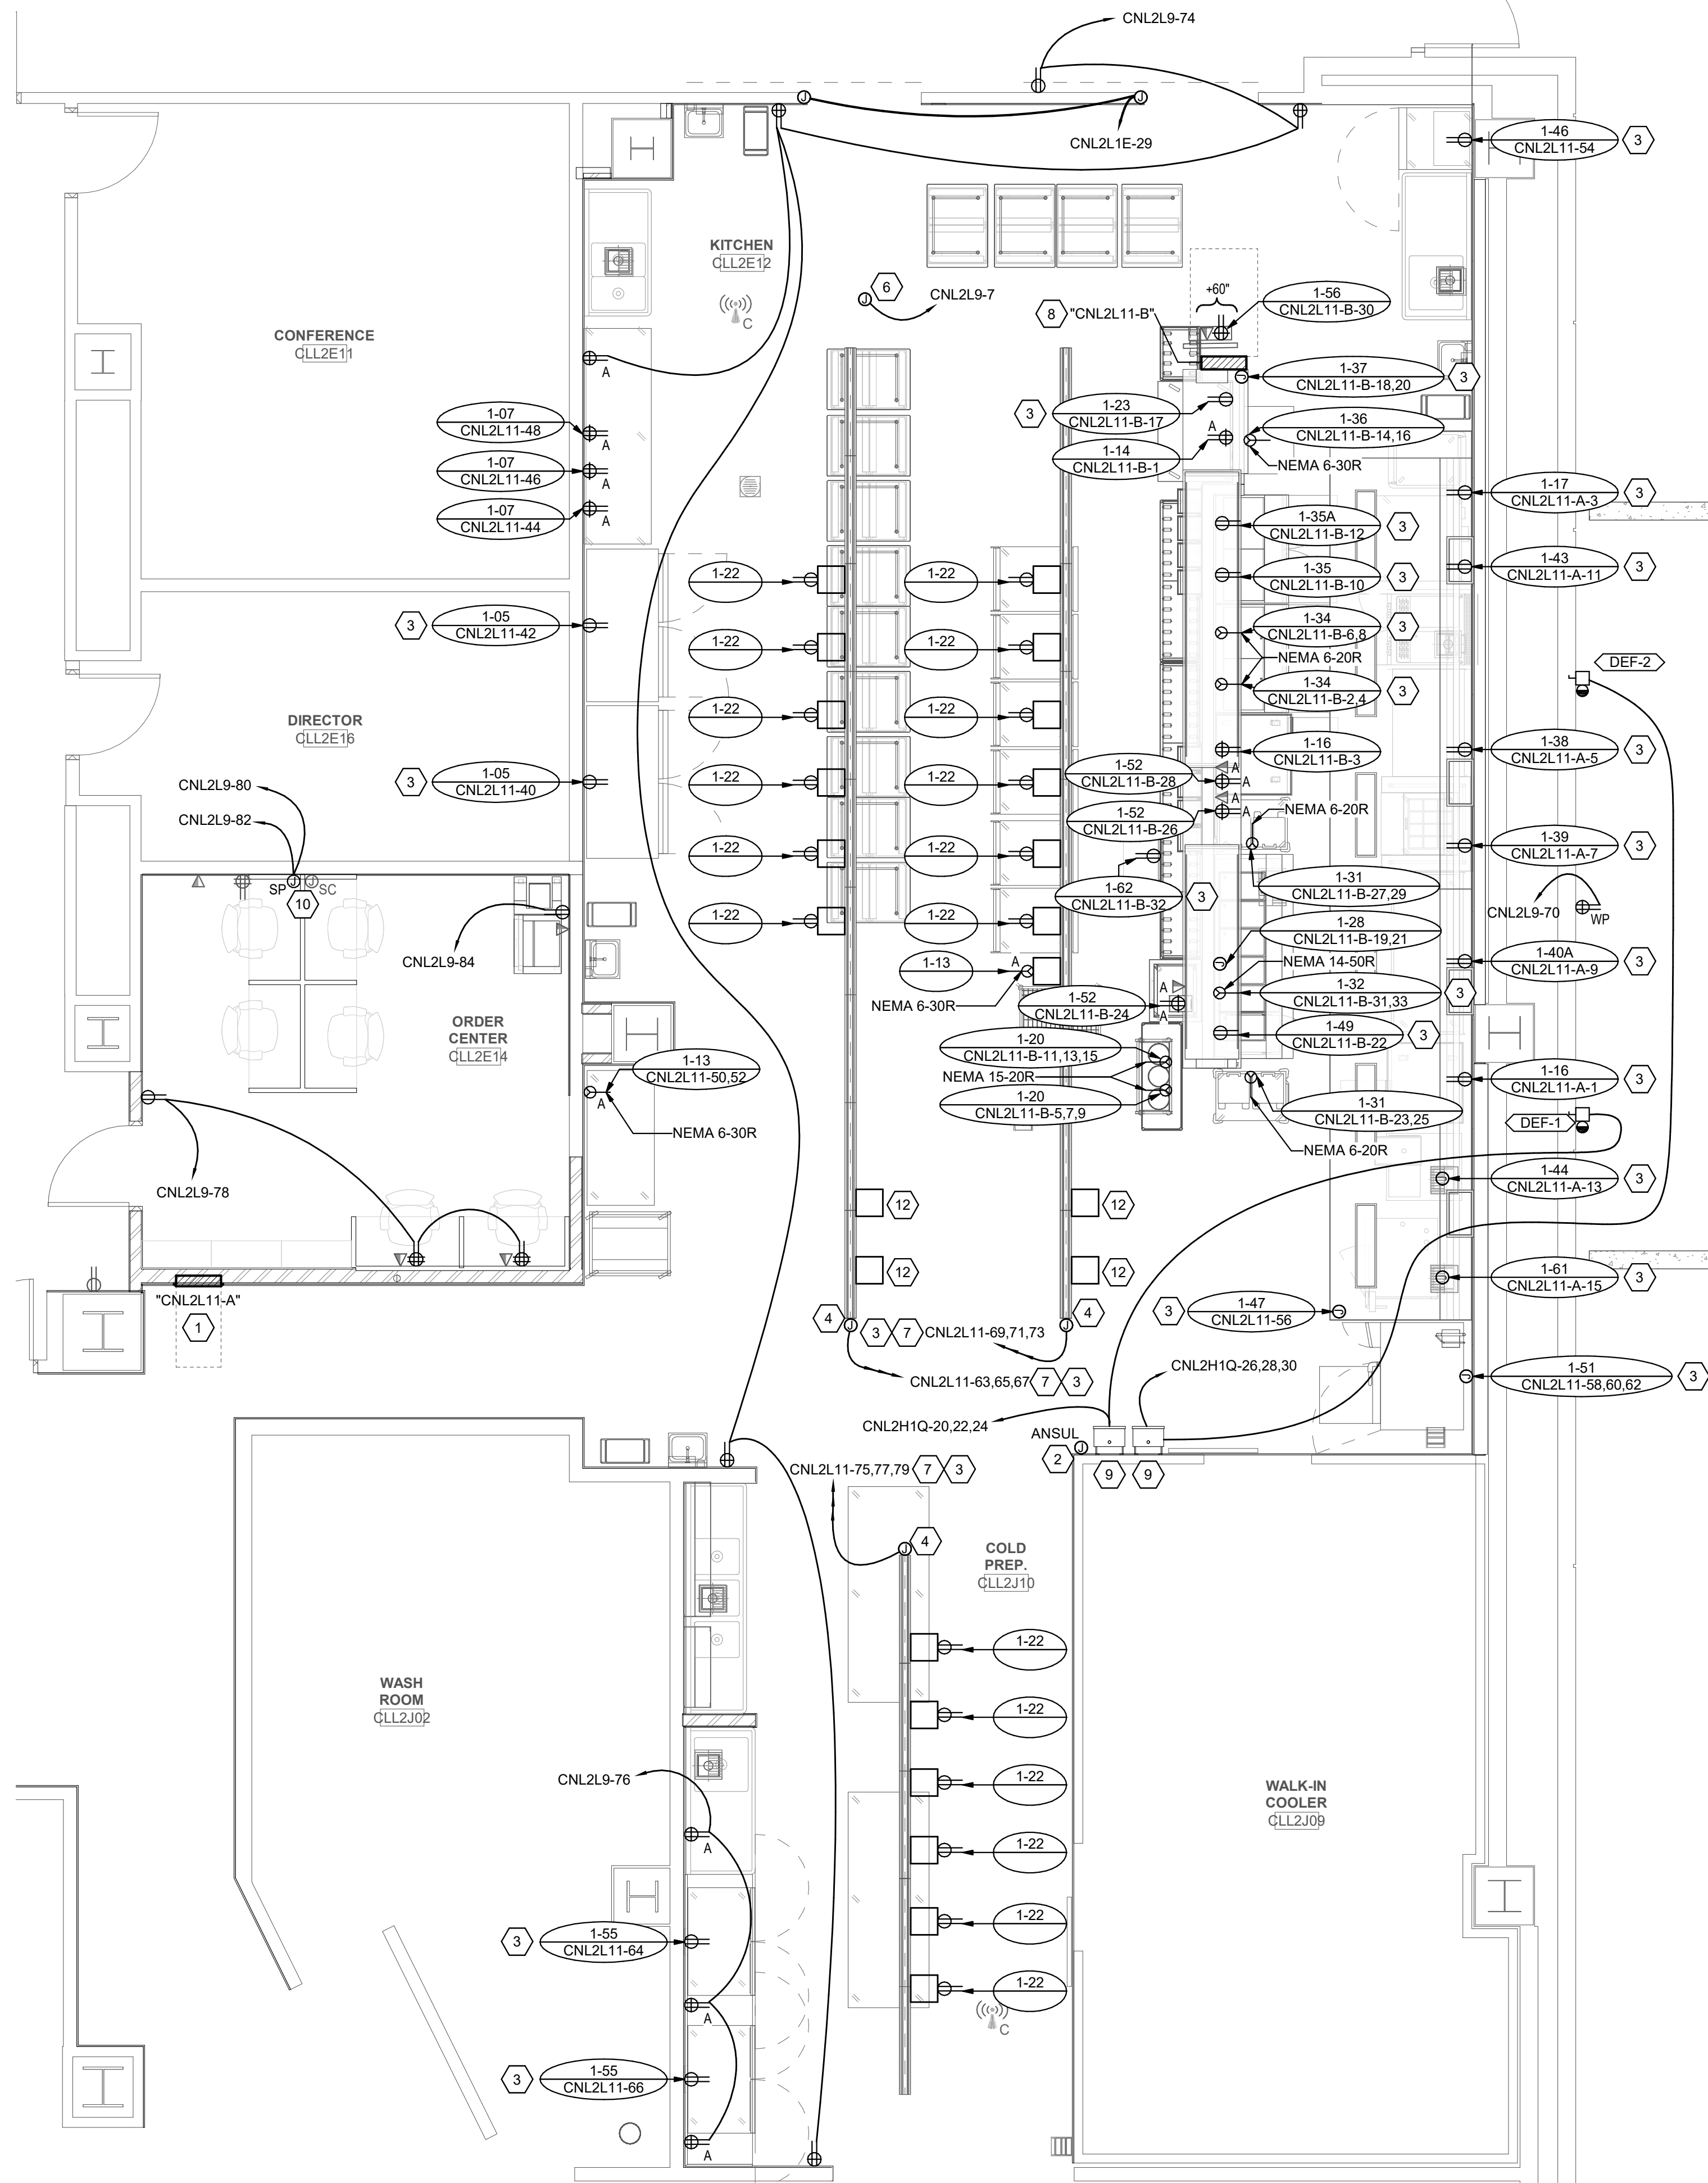 CNL2L9-74
CNL2L1E-29
1-46
CNL2L11-54
3
KITCHEN
CLL2E12
C
6
CNL2L9-7
+60"
8
"CNL2L11-B"
1-56
CNL2L11-B-30
CONFERENCE
CLL2E11
A
1-37
CNL2L11-B-18,20
3
3
1-23
CNL2L11-B-17
1-36
CNL2L11-B-14,16
NEMA 6-30R
A
1-14
CNL2L11-B-1
1-07
CNL2L11-48
A
1-07
CNL2L11-46
A
1-07
CNL2L11-44
A
1-17
CNL2L11-A-3
3
1-35A
CNL2L11-B-12
3
1-43
CNL2L11-A-11
3
1-35
CNL2L11-B-10
3
1-22
1-22
3
1-05
CNL2L11-42
1-34
CNL2L11-B-6,8
3
NEMA 6-20R
1-34
CNL2L11-B-2,4
3
1-22
1-22
DEF-2
DIRECTOR
CLL2E16
1-22
1-22
1-16
CNL2L11-B-3
1-38
CNL2L11-A-5
3
3
1-05
CNL2L11-40
1-22
1-22
1-52
CNL2L11-B-28
A
A
CNL2L9-80
CNL2L9-82
1-52
CNL2L11-B-26
A
A
NEMA 6-20R
1-39
CNL2L11-A-7
3
1-22
1-22
SP
J
SC
10
1-62
CNL2L11-B-32
3
1-31
CNL2L11-B-27,29
CNL2L9-70
WP
1-22
1-22
1-28
CNL2L11-B-19,21
CNL2L9-84
1-13
A
NEMA 6-30R
NEMA 14-50R
1-40A
CNL2L11-A-9
3
1-32
CNL2L11-B-31,33
3
1-52
CNL2L11-B-24
A
A
ORDER
CENTER
CLL2E14
1-49
CNL2L11-B-22
3
1-20
CNL2L11-B-11,13,15
NEMA 15-20R
1-20
CNL2L11-B-5,7,9
1-13
CNL2L11-50,52
A
NEMA 6-30R
1-16
CNL2L11-A-1
3
1-31
CNL2L11-B-23,25
NEMA 6-20R
DEF-1
1-44
CNL2L11-A-13
3
CNL2L9-78
12
12
12
12
1-61
CNL2L11-A-15
3
"CNL2L11-A"
1
4
J
3
7
CNL2L11-69,71,73
J
4
3
1-47
CNL2L11-56
CNL2L11-63,65,67
7
3
CNL2H1Q-26,28,30
1-51
CNL2L11-58,60,62
3
CNL2H1Q-20,22,24
ANSUL
J
2
9
9
CNL2L11-75,77,79
7
3
J
4
COLD
PREP.
CLL2J10
1-22
WASH
ROOM
CLL2J02
1-22
CNL2L9-76
1-22
WALK-IN
COOLER
CLL2J09
A
1-22
3
1-55
CNL2L11-64
1-22
A
1-22
C
3
1-55
CNL2L11-66
A